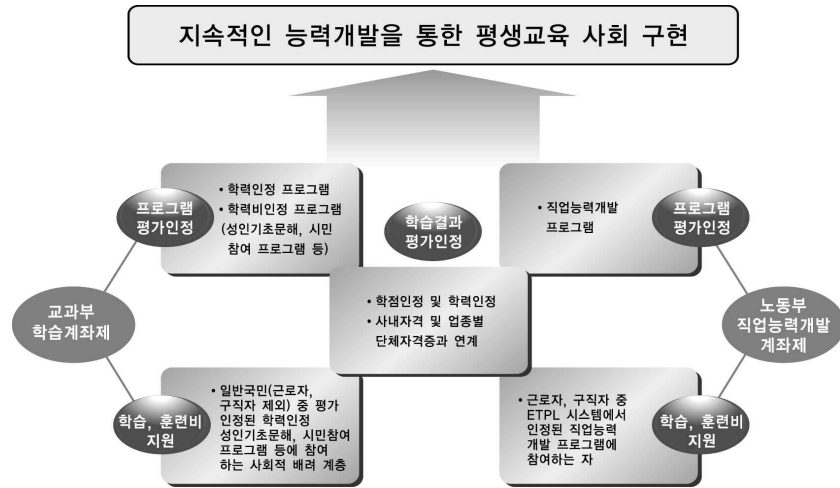 지속적인 능력개발을 통한 평생교육 사회 구현
프로그램
평가인정
• 학력인정 프로그램
• 학력비인정 프로그램
(성인기초문해, 시민
참여 프로그램 등)
학습결과
평가인정
• 직업능력개발
프로그램
프로그램
평가인정
교과부
학습계좌제
• 학점인정 및 학력인정
• 사내자격 및 업종별
단체자격증과 연계
노동부
직업능력개발
계좌제
학습, 훈련비
지원
• 일반국민(근로자,
구직자 제외) 중 평가
인정된 학력인정
성인기초문해, 시민참여
프로그램 등에 참여
하는 사회적 배려 계층
• 근로자, 구직자 중
ETPL 시스템에서
인정된 직업능력
개발 프로그램에
참여하는 자
학습, 훈련비
지원